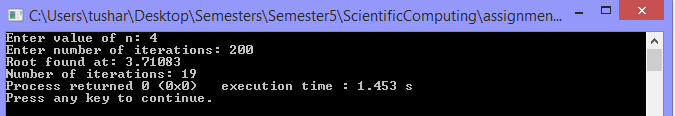 C:\Users\tushar\Desktop\Semesters\Semester5\ScientificComputing\assignmen...
Enter value of n: 4
Enter number of iterations: 200
Root found at: 3.71083
Number of iterations: 19
Process returned 0 (0x0)   execution time : 1.453 s
Press any key to continue.